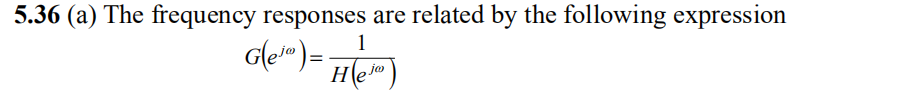 5.36 (a) The frequency responses are related by the following expression
G(e^{jω}) = 1 / H(e^{jω})